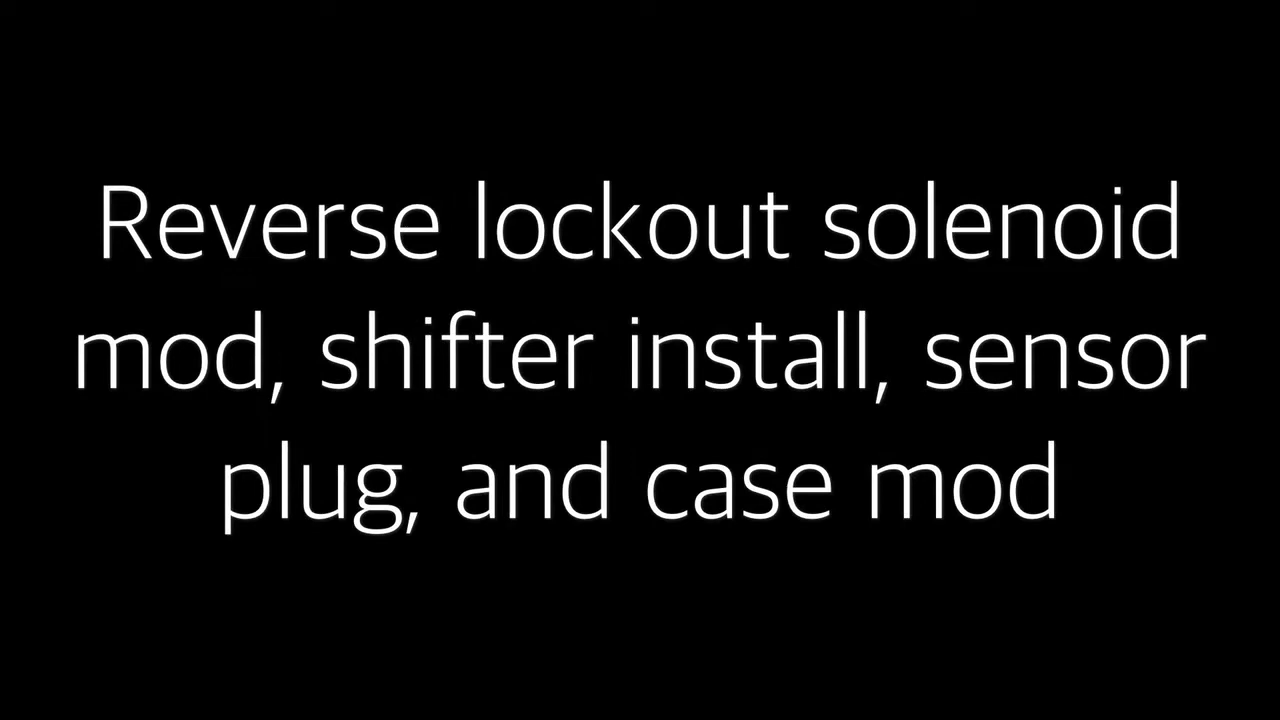 Reverse lockout solenoid
mod, shifter install, sensor
plug, and case mod